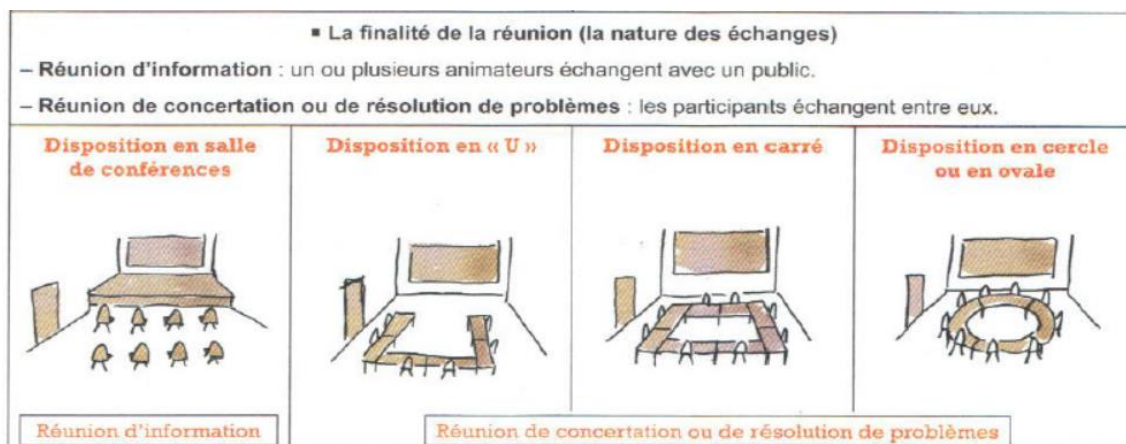 ▪ La finalité de la réunion (la nature des échanges)
– Réunion d'information : un ou plusieurs animateurs échangent avec un public.
– Réunion de concertation ou de résolution de problèmes : les participants échangent entre eux.
Disposition en salle
de conférences
Disposition en « U »
Disposition en carré
Disposition en cercle
ou en ovale
Réunion d'information
Réunion de concertation ou de résolution de problèmes